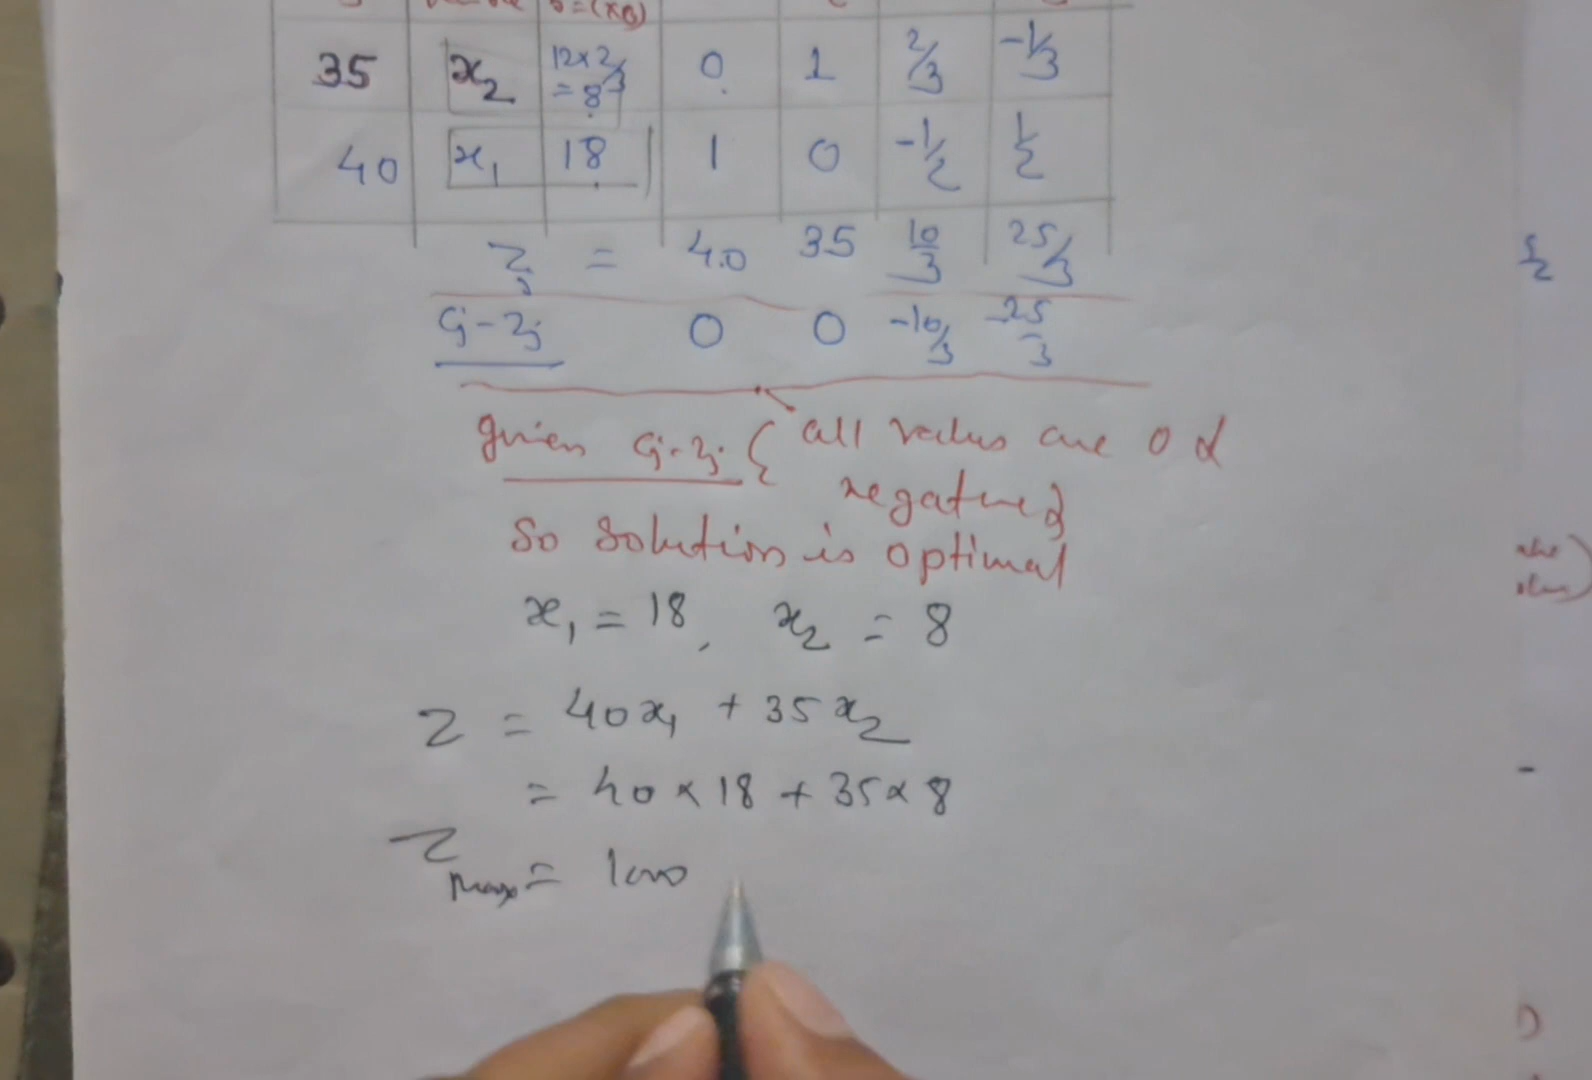 35 x₂ 12×2/3 = 8 0 1 2/3 -1/3
40 x₁ 18 1 0 -1/2 1/2
Zj = 40 35 10/3 25/3
Cj-Zj 0 0 -10/3 -25/3
given Cj-Zj { all values are 0 &
negative}
So Solution is optimal
x₁ = 18, x₂ = 8
Z = 40x₁ + 35x₂
= 40 × 18 + 35 × 8
Zmax = 1000